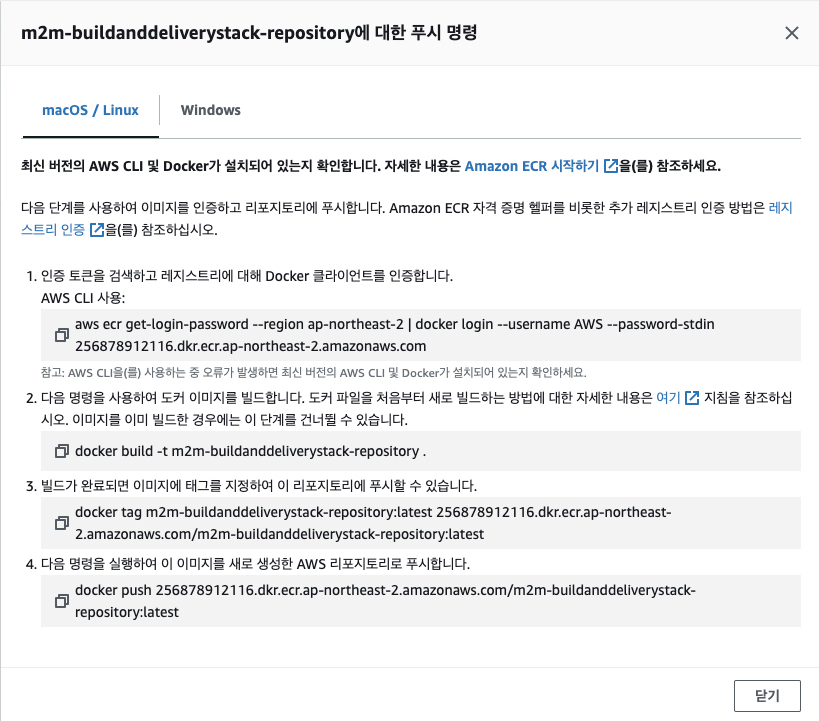 m2m-buildanddeliverystack-repository에 대한 푸시 명령
macOS / Linux
Windows
최신 버전의 AWS CLI 및 Docker가 설치되어 있는지 확인합니다. 자세한 내용은 Amazon ECR 시작하기 을(를) 참조하세요.
다음 단계를 사용하여 이미지를 인증하고 리포지토리에 푸시합니다. Amazon ECR 자격 증명 헬퍼를 비롯한 추가 레지스트리 인증 방법은 레지
스트리 인증 을(를) 참조하십시오.
1. 인증 토큰을 검색하고 레지스트리에 대해 Docker 클라이언트를 인증합니다.
AWS CLI 사용:
aws ecr get-login-password --region ap-northeast-2 | docker login --username AWS --password-stdin
256878912116.dkr.ecr.ap-northeast-2.amazonaws.com
참고: AWS CLI을(를) 사용하는 중 오류가 발생하면 최신 버전의 AWS CLI 및 Docker가 설치되어 있는지 확인하세요.
2. 다음 명령을 사용하여 도커 이미지를 빌드합니다. 도커 파일을 처음부터 새로 빌드하는 방법에 대한 자세한 내용은 여기 지침을 참조하십
시오. 이미지를 이미 빌드한 경우에는 이 단계를 건너뛸 수 있습니다.
docker build -t m2m-buildanddeliverystack-repository .
3. 빌드가 완료되면 이미지에 태그를 지정하여 이 리포지토리에 푸시할 수 있습니다.
docker tag m2m-buildanddeliverystack-repository:latest 256878912116.dkr.ecr.ap-northeast-
2.amazonaws.com/m2m-buildanddeliverystack-repository:latest
4. 다음 명령을 실행하여 이 이미지를 새로 생성한 AWS 리포지토리로 푸시합니다.
docker push 256878912116.dkr.ecr.ap-northeast-2.amazonaws.com/m2m-buildanddeliverystack-
repository:latest
닫기